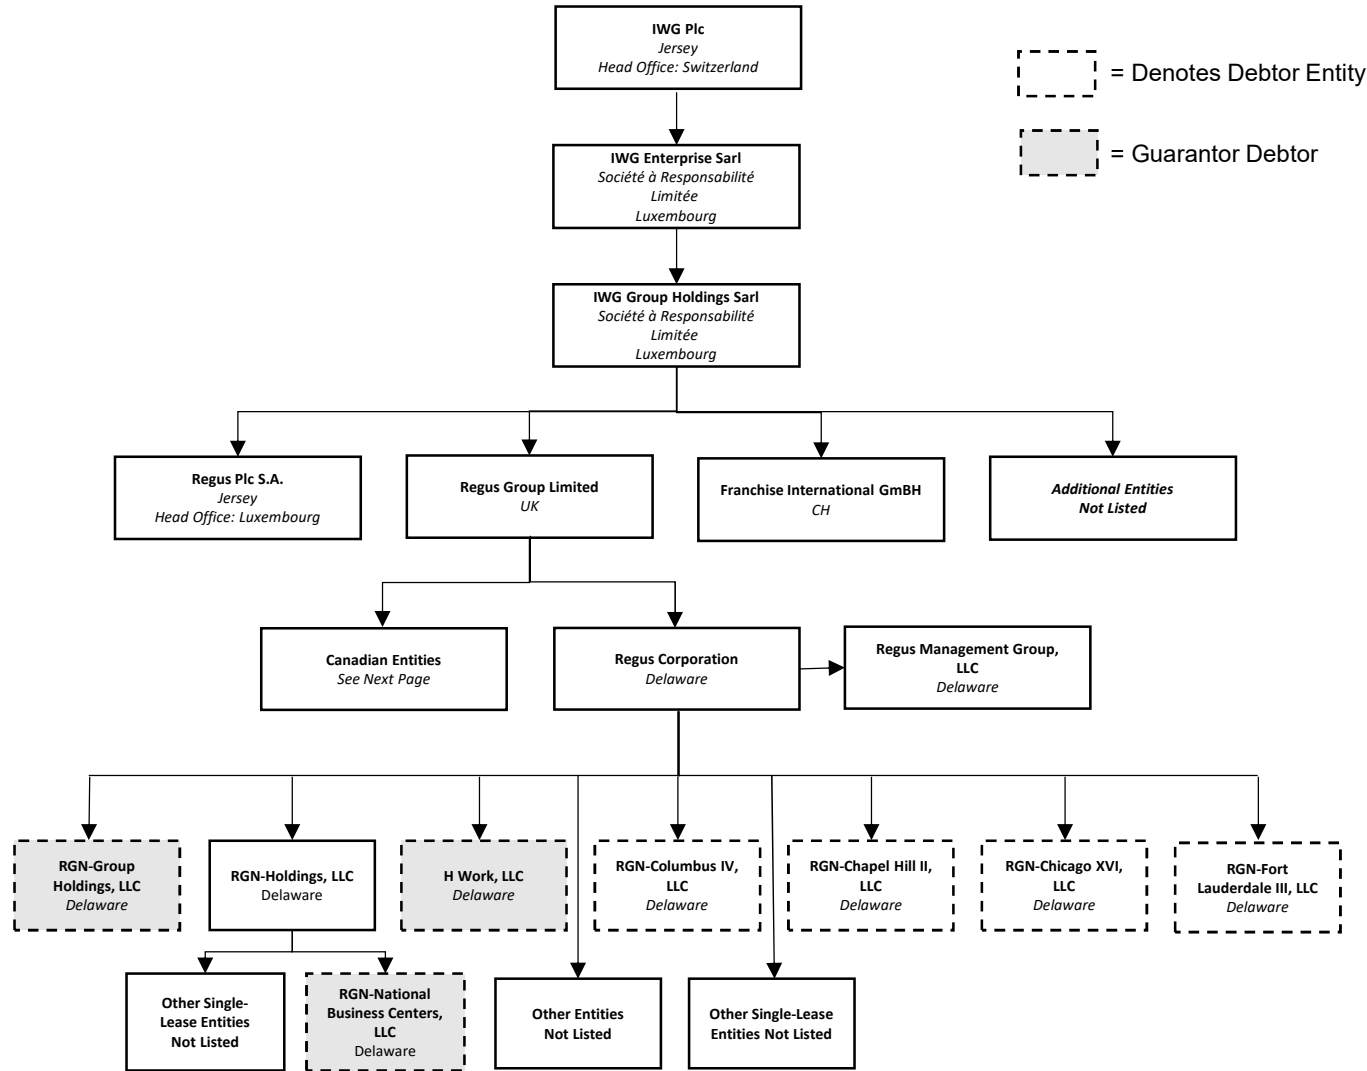 IWG Plc
Jersey
Head Office: Switzerland
= Denotes Debtor Entity
= Guarantor Debtor
IWG Enterprise Sarl
Société à Responsabilité
Limitée
Luxembourg
IWG Group Holdings Sarl
Société à Responsabilité
Limitée
Luxembourg
Regus Plc S.A.
Jersey
Head Office: Luxembourg
Regus Group Limited
UK
Franchise International GmBH
CH
Additional Entities
Not Listed
Canadian Entities
See Next Page
Regus Corporation
Delaware
Regus Management Group,
LLC
Delaware
RGN-Group
Holdings, LLC
Delaware
RGN-Holdings, LLC
Delaware
H Work, LLC
Delaware
RGN-Columbus IV,
LLC
Delaware
RGN-Chapel Hill II,
LLC
Delaware
RGN-Chicago XVI,
LLC
Delaware
RGN-Fort
Lauderdale III, LLC
Delaware
Other Single-
Lease Entities
Not Listed
RGN-National
Business Centers,
LLC
Delaware
Other Entities
Not Listed
Other Single-Lease
Entities Not Listed